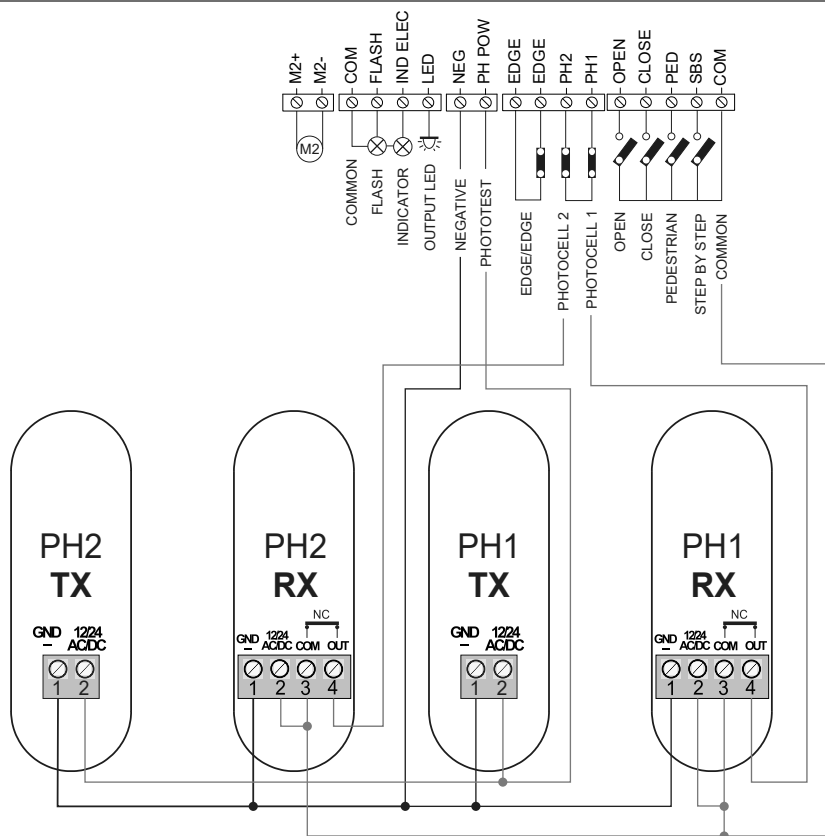 M2+ M2- COM FLASH IND ELEC LED NEG PH POW EDGE EDGE PH2 PH1 OPEN CLOSE PED SBS COM
M2
COMMON FLASH INDICATOR OUTPUT LED NEGATIVE PHOTOTEST EDGE/EDGE PHOTOCELL 2 PHOTOCELL 1 OPEN CLOSE PEDESTRIAN STEP BY STEP COMMON
PH2
TX
GND 12/24
– AC/DC
1 2
PH2
RX
NC
GND 12/24
– AC/DC COM OUT
1 2 3 4
PH1
TX
GND 12/24
– AC/DC
1 2
PH1
RX
NC
GND 12/24
– AC/DC COM OUT
1 2 3 4